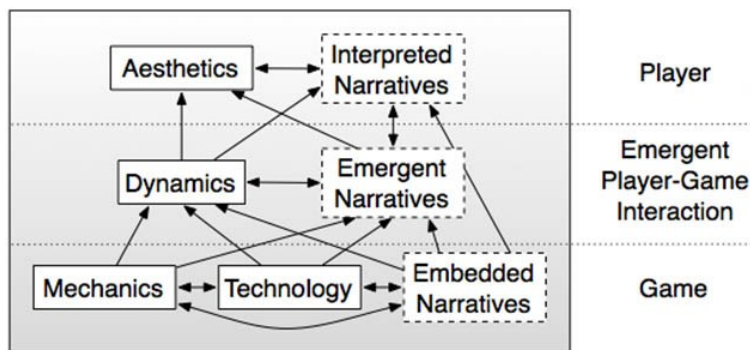 Aesthetics
Interpreted
Narratives
Player
Dynamics
Emergent
Narratives
Emergent
Player-Game
Interaction
Mechanics
Technology
Embedded
Narratives
Game